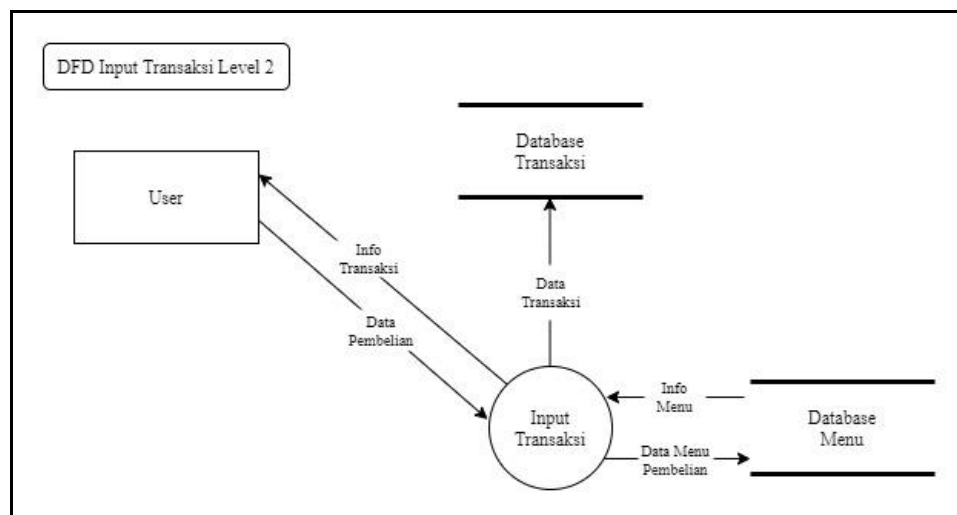 DFD Input Transaksi Level 2
Database
Transaksi
User
Info
Transaksi
Data
Transaksi
Data
Pembelian
Info
Menu
Input
Transaksi
Database
Menu
Data Menu
Pembelian